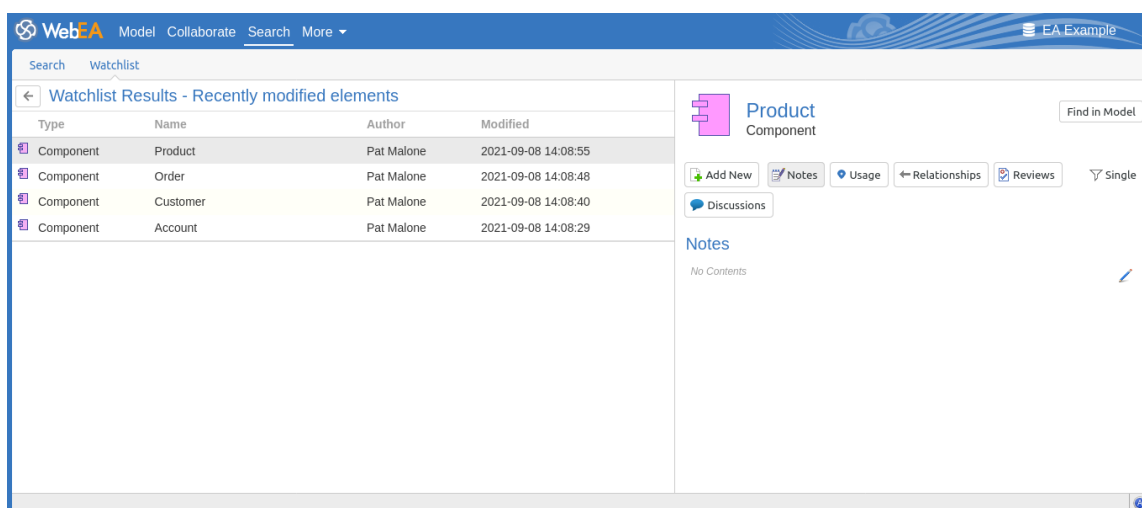 WebEA Model Collaborate Search More EA Example
Search Watchlist
Watchlist Results - Recently modified elements
Type Name Author Modified
Component Product Pat Malone 2021-09-08 14:08:55
Component Order Pat Malone 2021-09-08 14:08:48
Component Customer Pat Malone 2021-09-08 14:08:40
Component Account Pat Malone 2021-09-08 14:08:29
Product
Component
Find in Model
Add New Notes Usage Relationships Reviews Single
Discussions
Notes
No Contents